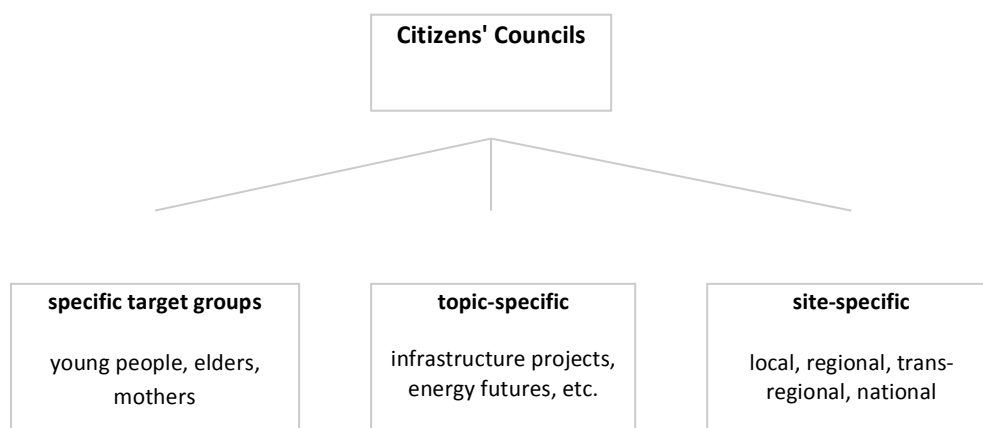 Citizens' Councils
specific target groups
young people, elders,
mothers
topic-specific
infrastructure projects,
energy futures, etc.
site-specific
local, regional, trans-
regional, national